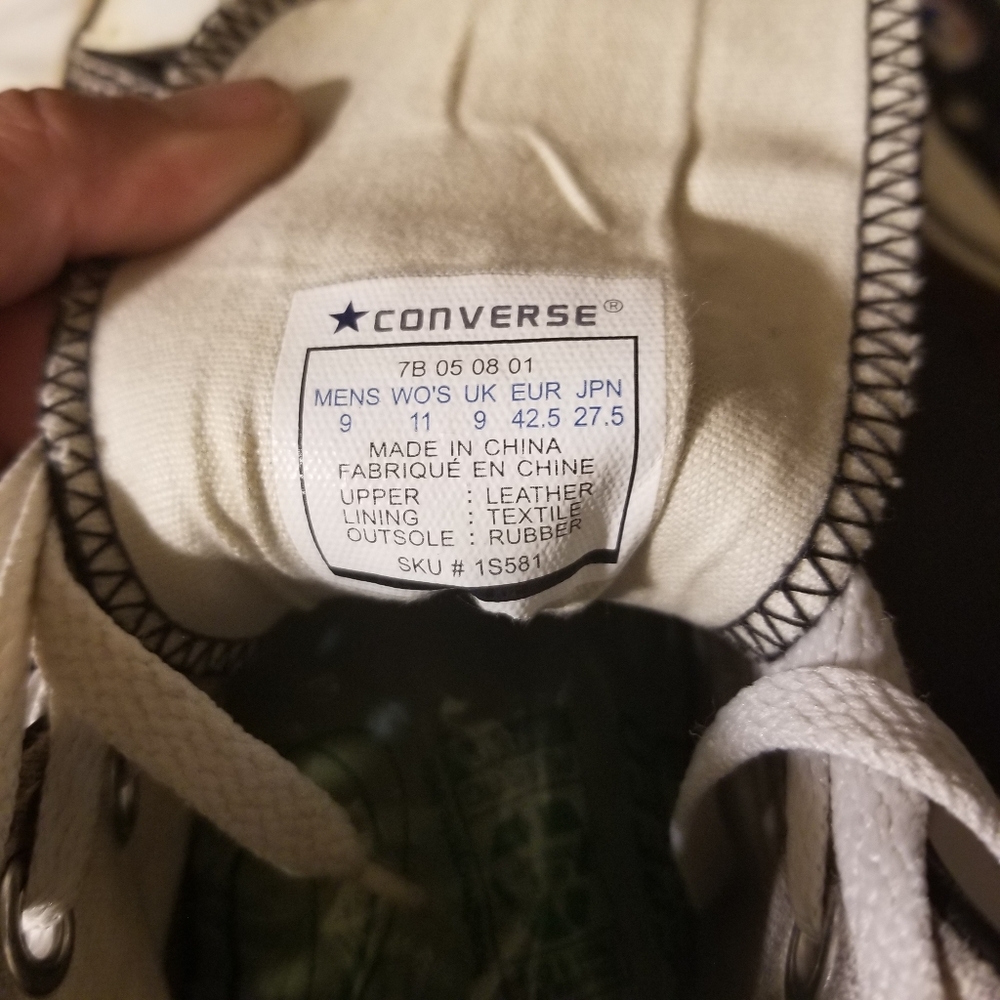 ★CONVERSE®
7B 05 08 01
MENS WO'S UK EUR JPN
9 11 9 42.5 27.5
MADE IN CHINA
FABRIQUÉ EN CHINE
UPPER : LEATHER
LINING : TEXTILE
OUTSOLE : RUBBER
SKU # 1S581